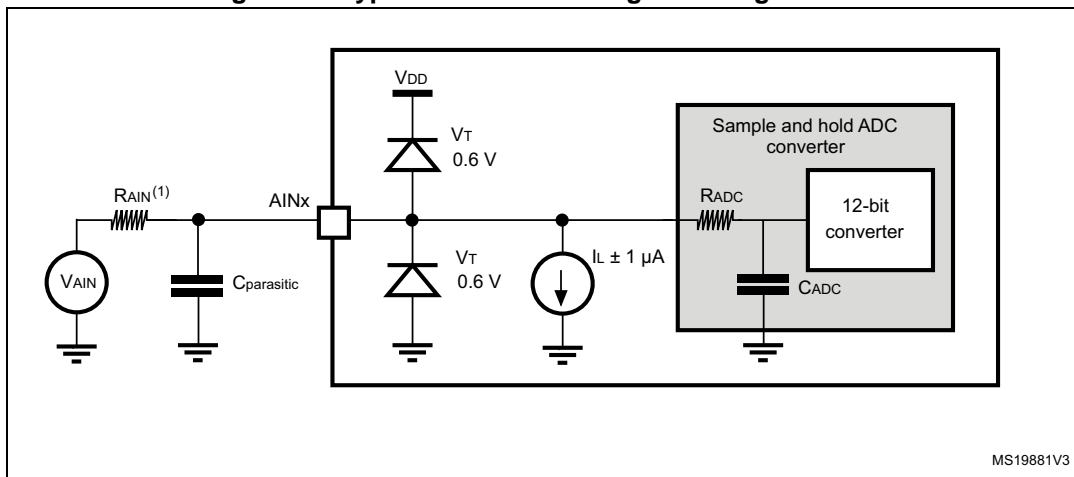 VDD
VT
0.6 V
Sample and hold ADC
converter
RAIN(1)
AINx
RADC
12-bit
converter
VAIN
Cparasitic
VT
0.6 V
IL ± 1 µA
CADC
MS19881V3